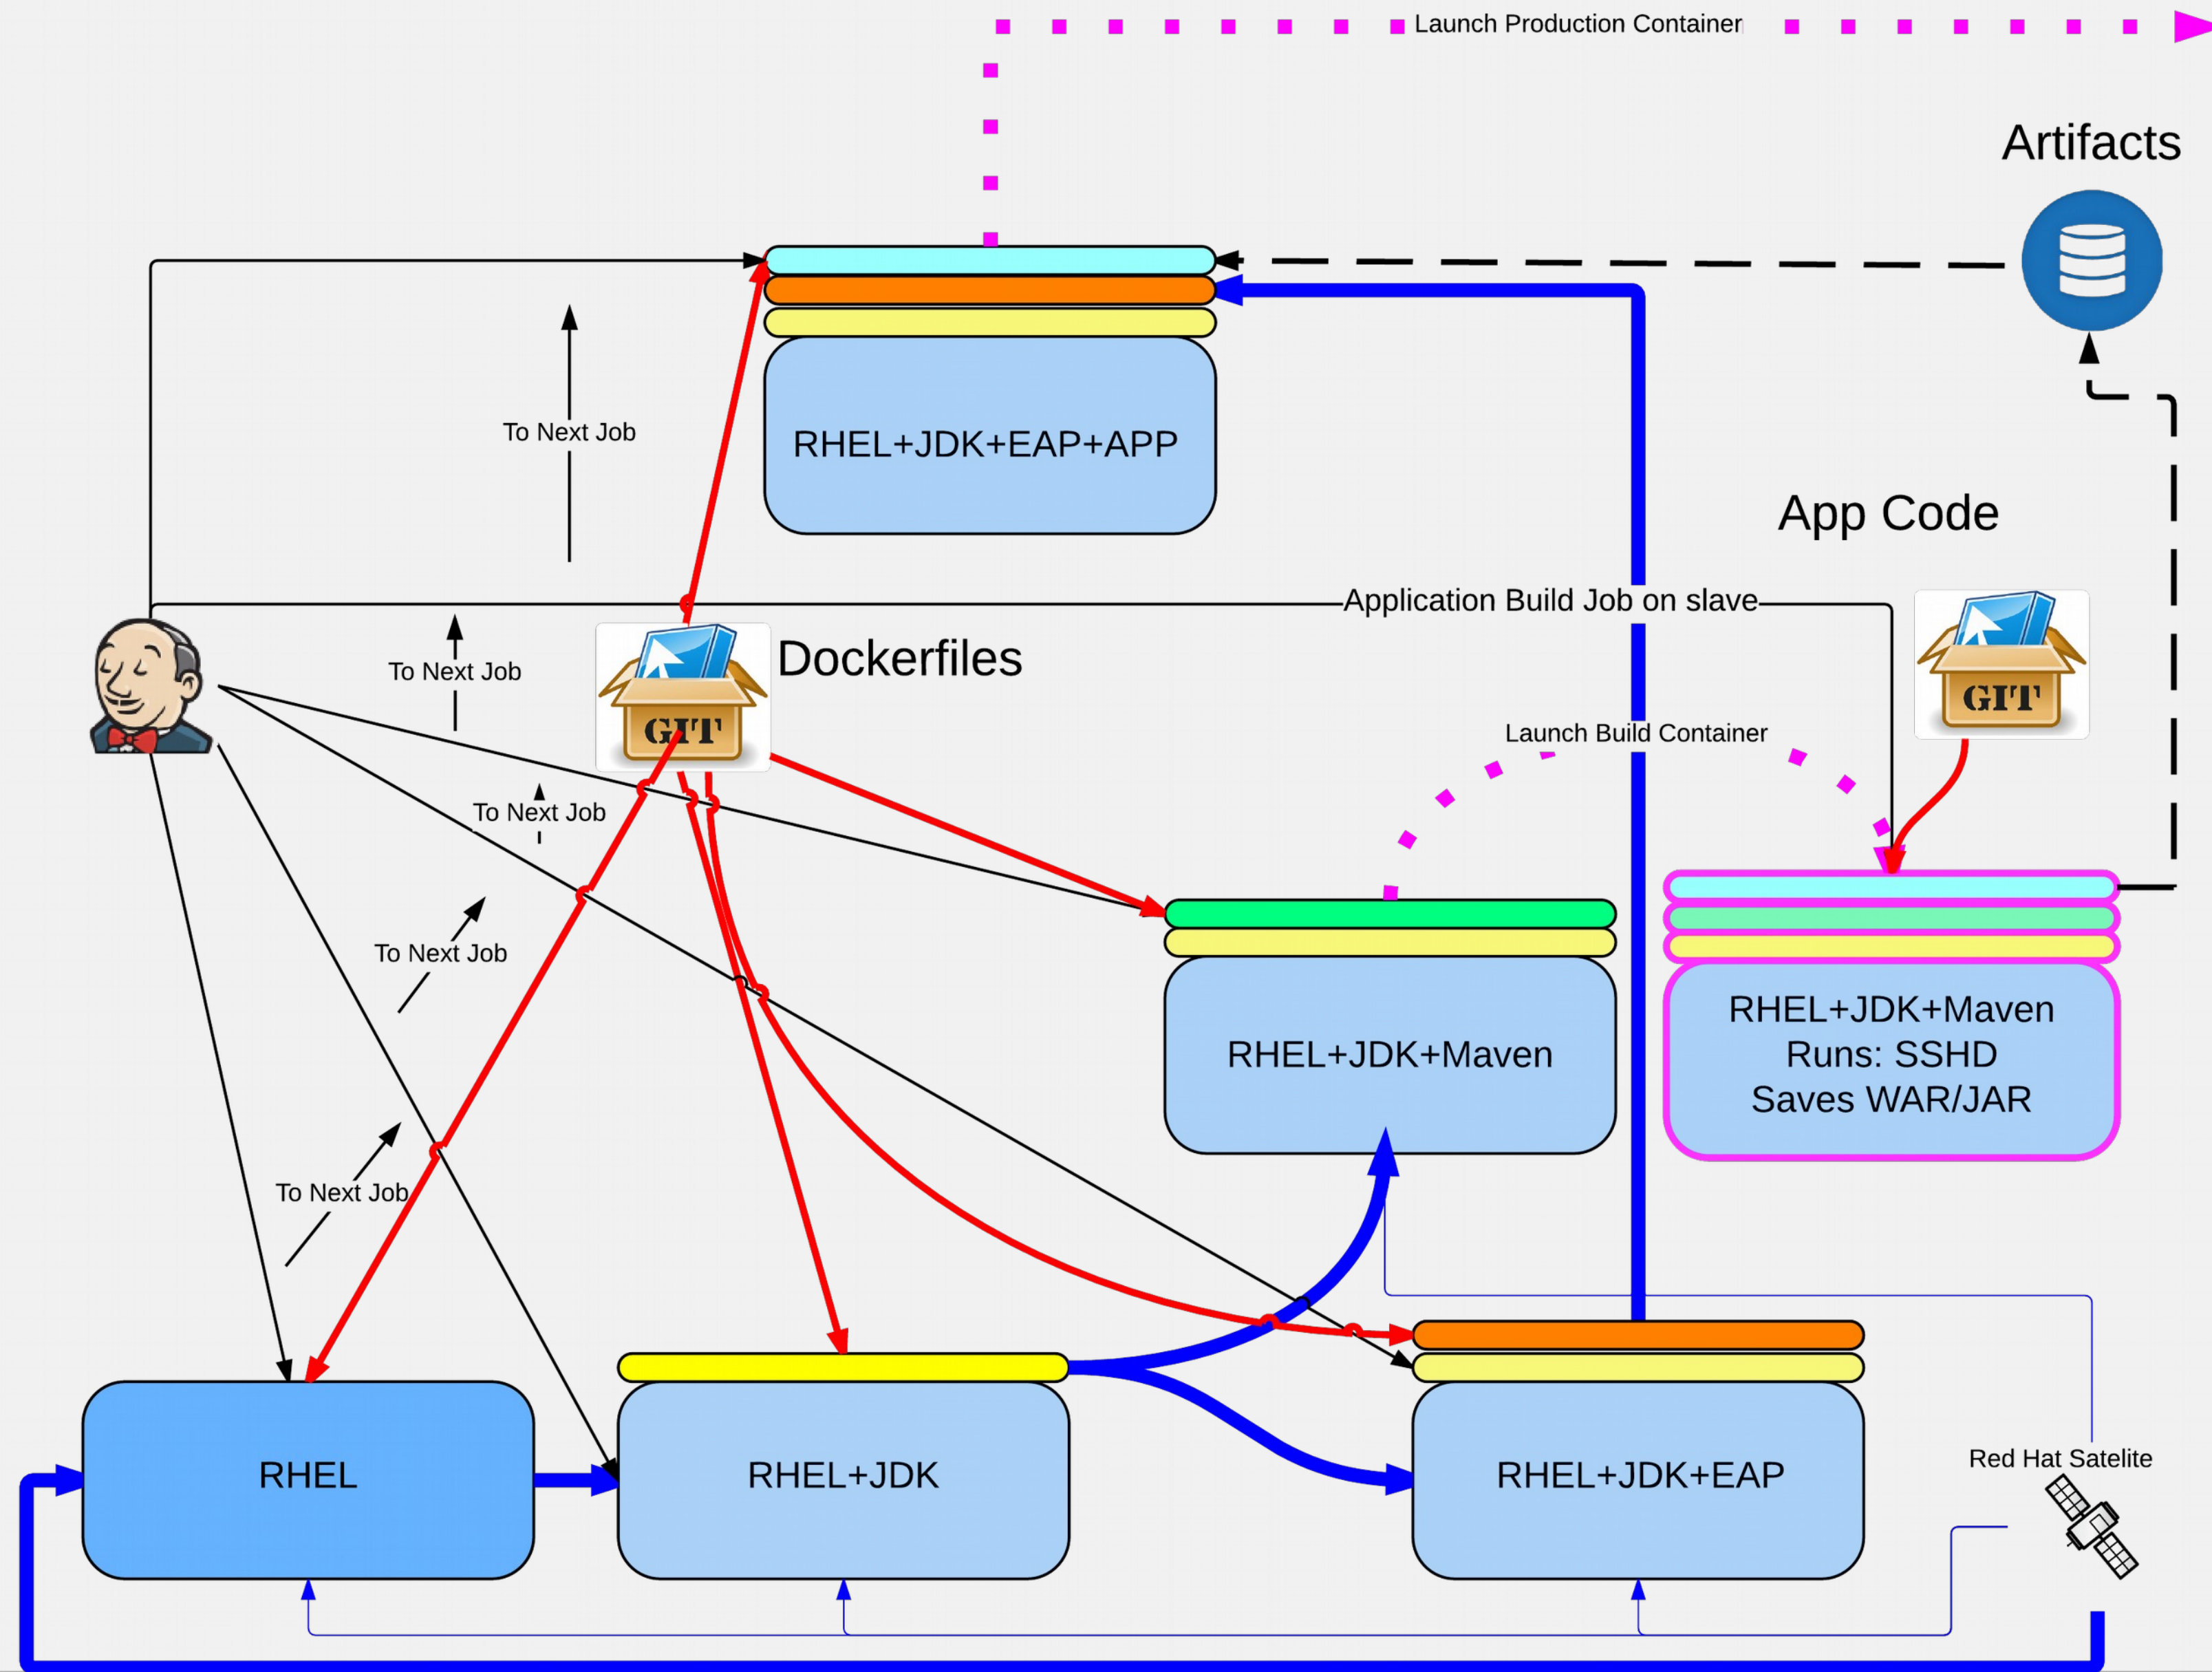 Launch Production Container
Artifacts
To Next Job
RHEL+JDK+EAP+APP
App Code
Application Build Job on slave
To Next Job
Dockerfiles
GIT
GIT
Launch Build Container
To Next Job
To Next Job
RHEL+JDK+Maven
RHEL+JDK+Maven
Runs: SSHD
Saves WAR/JAR
To Next Job
Red Hat Satelite
RHEL
RHEL+JDK
RHEL+JDK+EAP